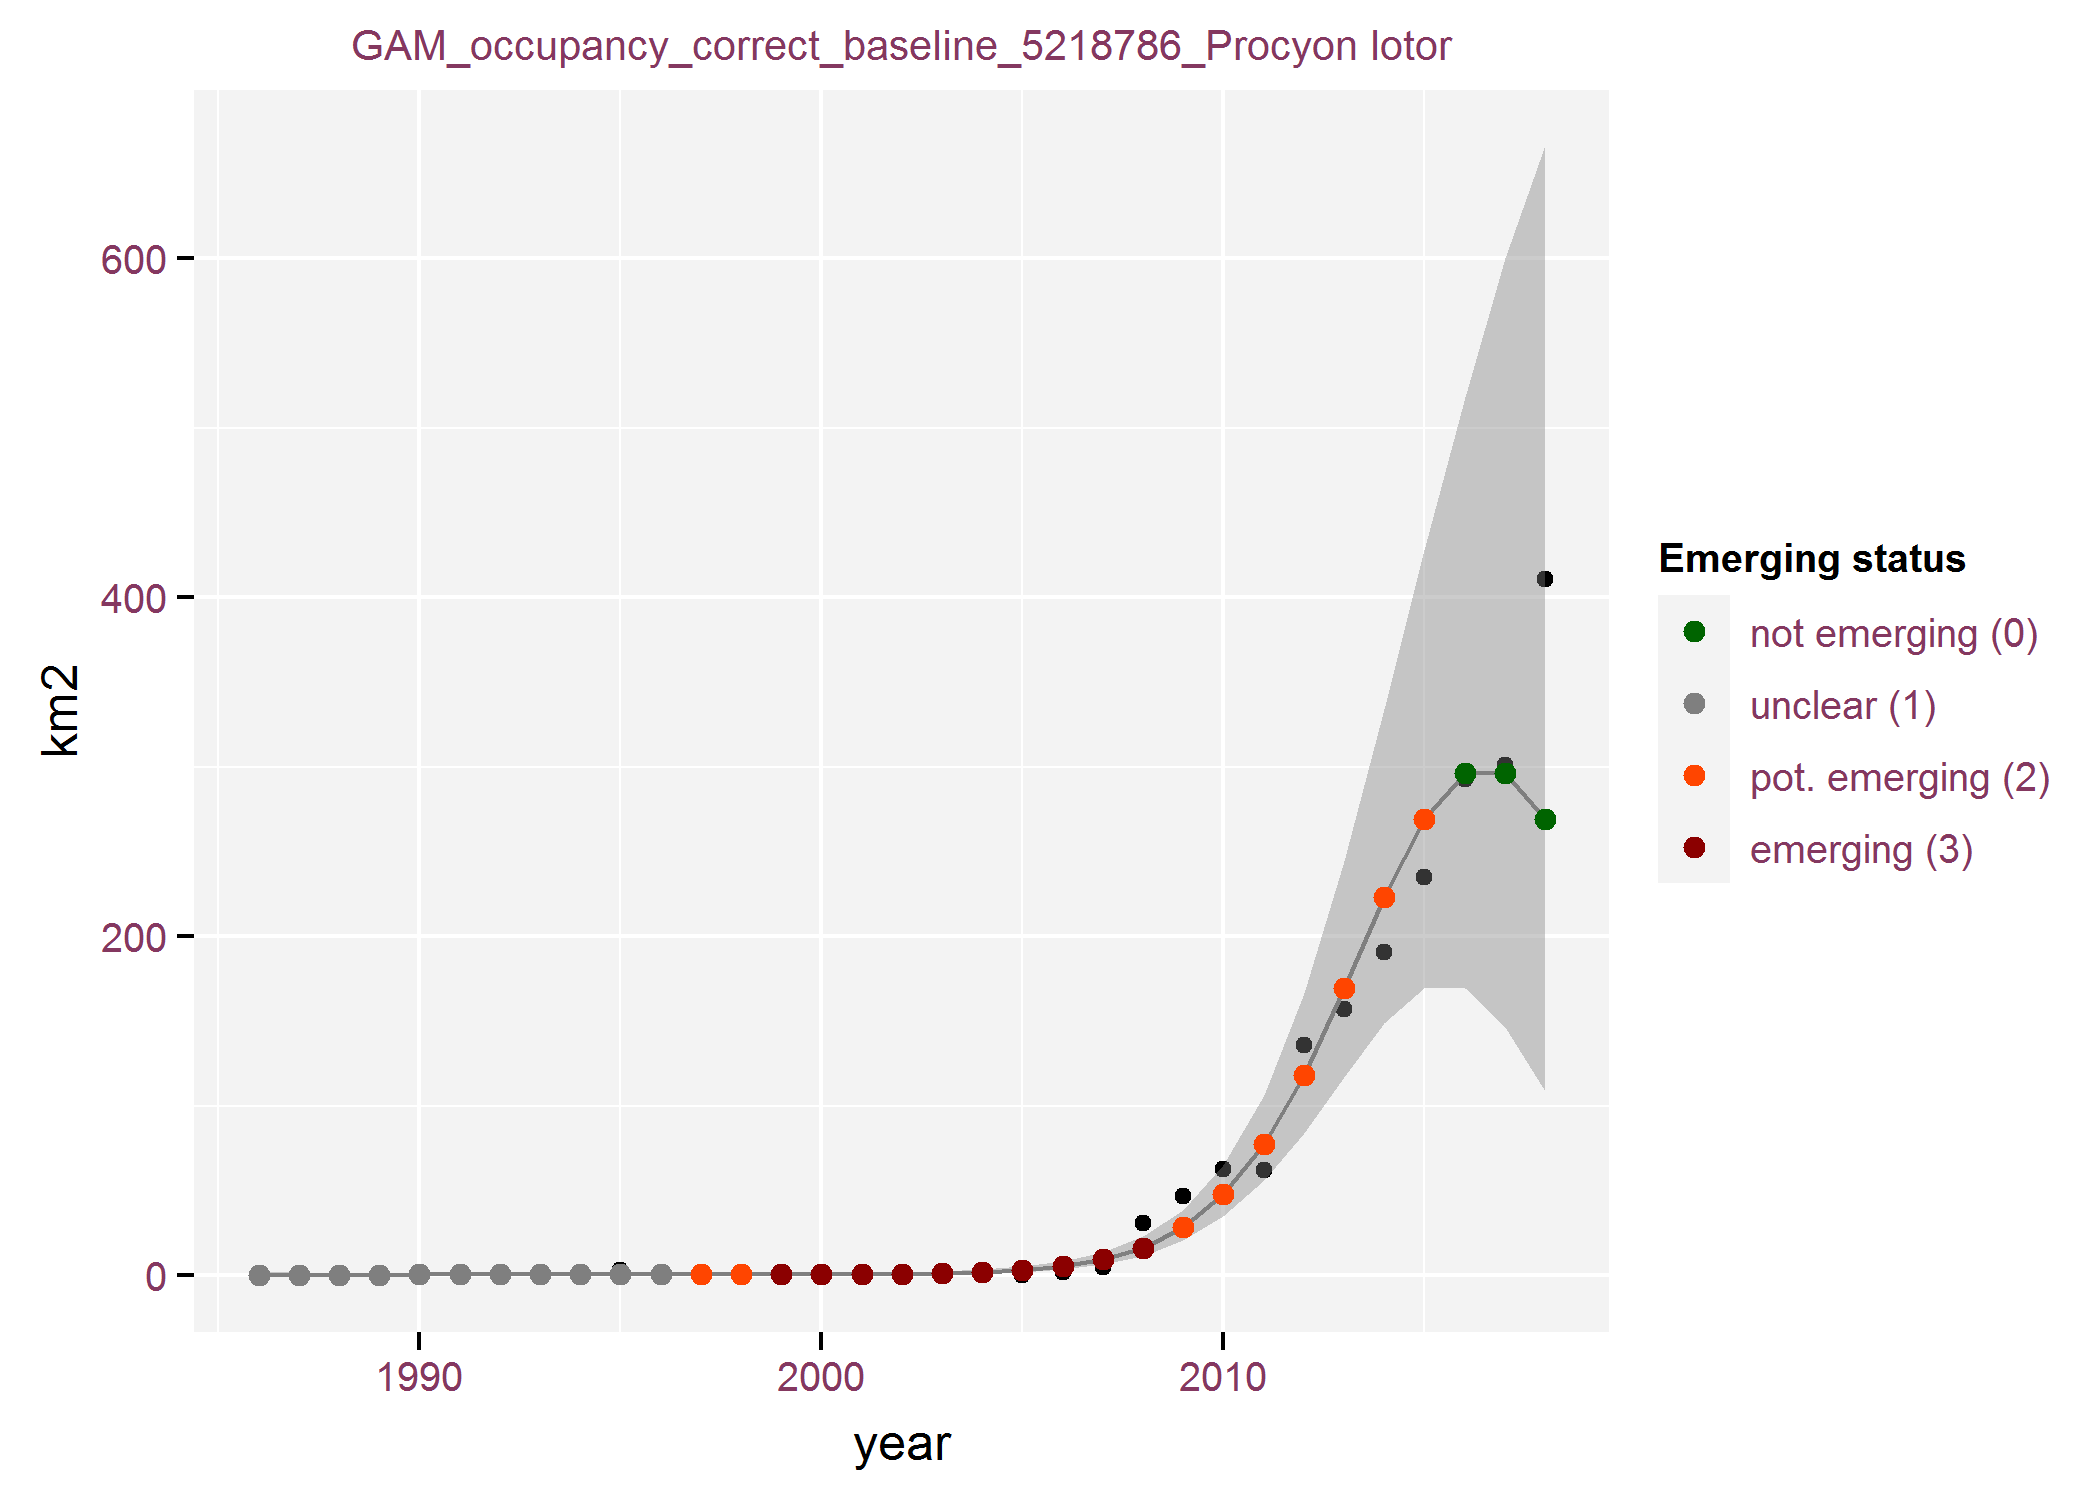 GAM_occupancy_correct_baseline_5218786_Procyon lotor
600
400
200
0
km2
1990
2000
2010
year
Emerging status
not emerging (0)
unclear (1)
pot. emerging (2)
emerging (3)